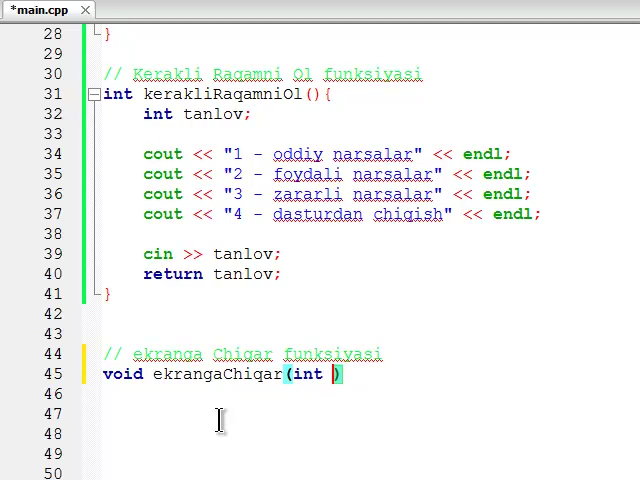 *main.cpp
28 }
29
30 // Kerakli Raqamni Ol funksiyasi
31 int kerakliRaqamniOl(){
32 int tanlov;
33
34 cout << "1 - oddiy narsalar" << endl;
35 cout << "2 - foydali narsalar" << endl;
36 cout << "3 - zararli narsalar" << endl;
37 cout << "4 - dasturdan chiqish" << endl;
38
39 cin >> tanlov;
40 return tanlov;
41 }
42
43
44 // ekranga Chiqar funksiyasi
45 void ekrangaChiqar(int )
46
47
48
49
50